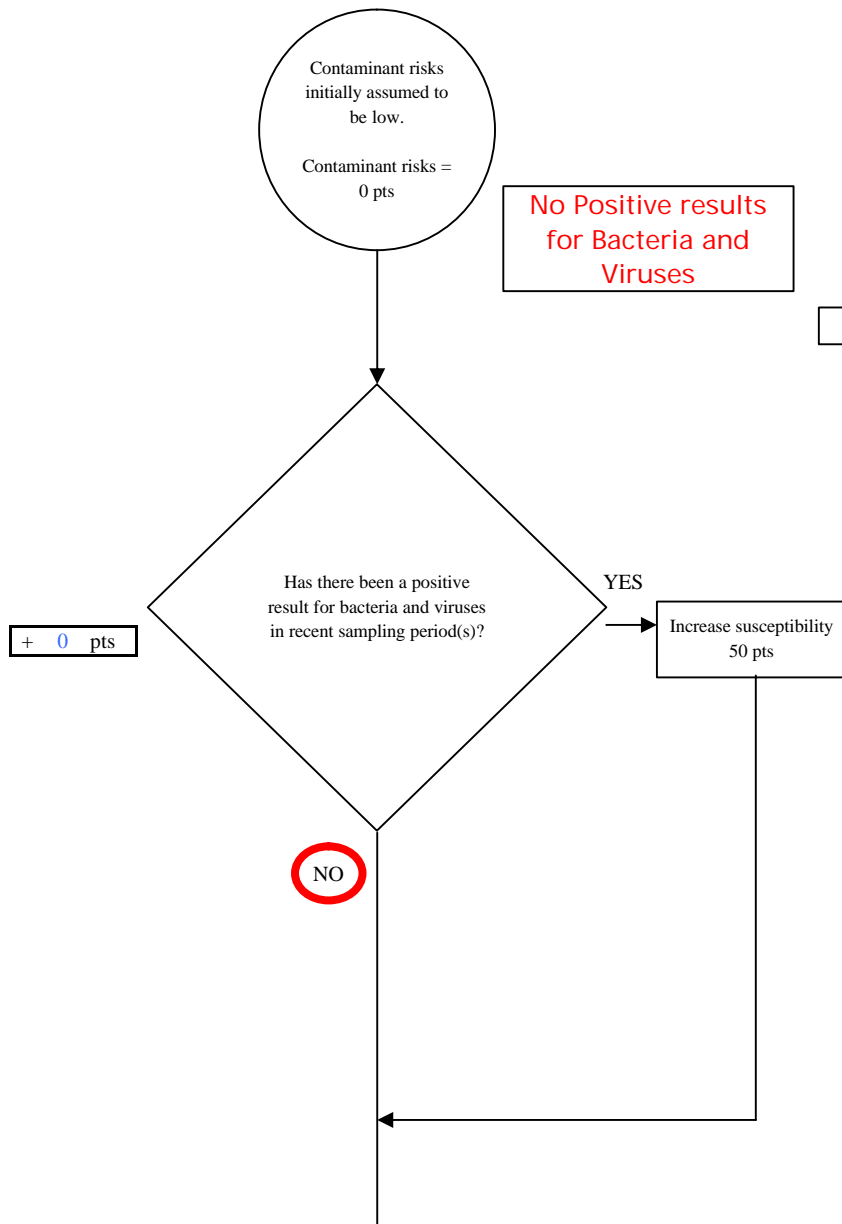 Contaminant risks
initially assumed to
be low.
Contaminant risks =
0 pts
No Positive results
for Bacteria and
Viruses
Has there been a positive
result for bacteria and viruses
in recent sampling period(s)?
YES
Increase susceptibility
50 pts
+ 0 pts
NO